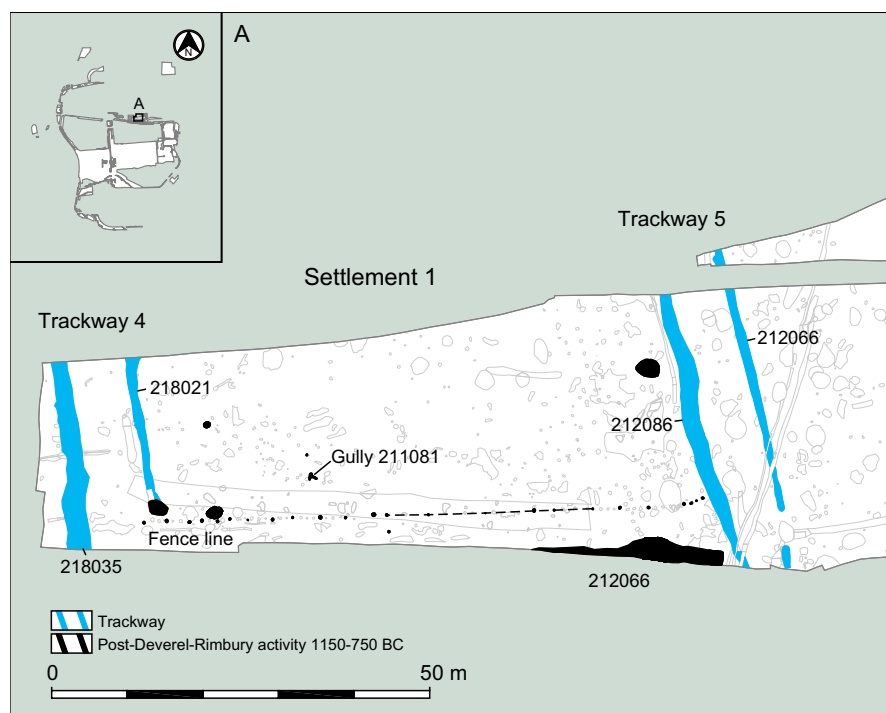 A
N
A
Trackway 5
Settlement 1
Trackway 4
212066
218021
212086
Gully 211081
Fence line
218035
212066
Trackway
Post-Deverel-Rimbury activity 1150-750 BC
0 50 m